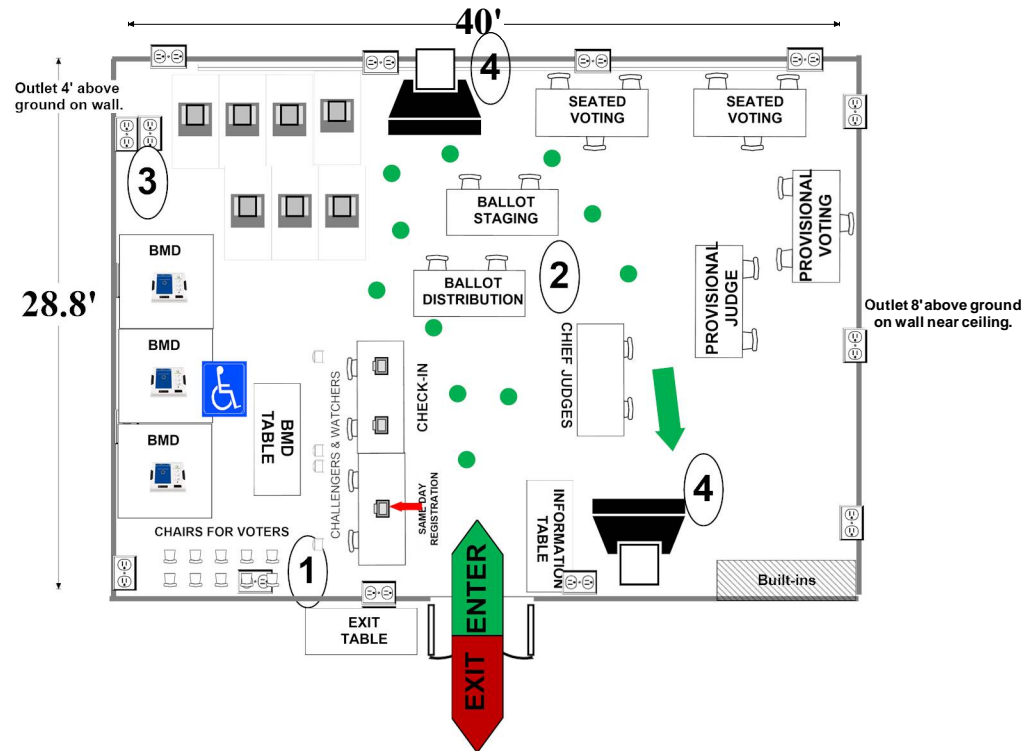 40'
4
Outlet 4' above
ground on wall.
SEATED
VOTING
SEATED
VOTING
3
BALLOT
STAGING
PROVISIONAL
VOTING
BMD
2
BALLOT
DISTRIBUTION
PROVISIONAL
JUDGE
28.8'
Outlet 8' above ground
on wall near ceiling.
CHIEF JUDGES
BMD
CHECK-IN
CHALLENGERS & WATCHERS
BMD
TABLE
BMD
SAME DAY
REGISTRATION
4
INFORMATION
TABLE
CHAIRS FOR VOTERS
1
ENTER
Built-ins
EXIT
TABLE
EXIT